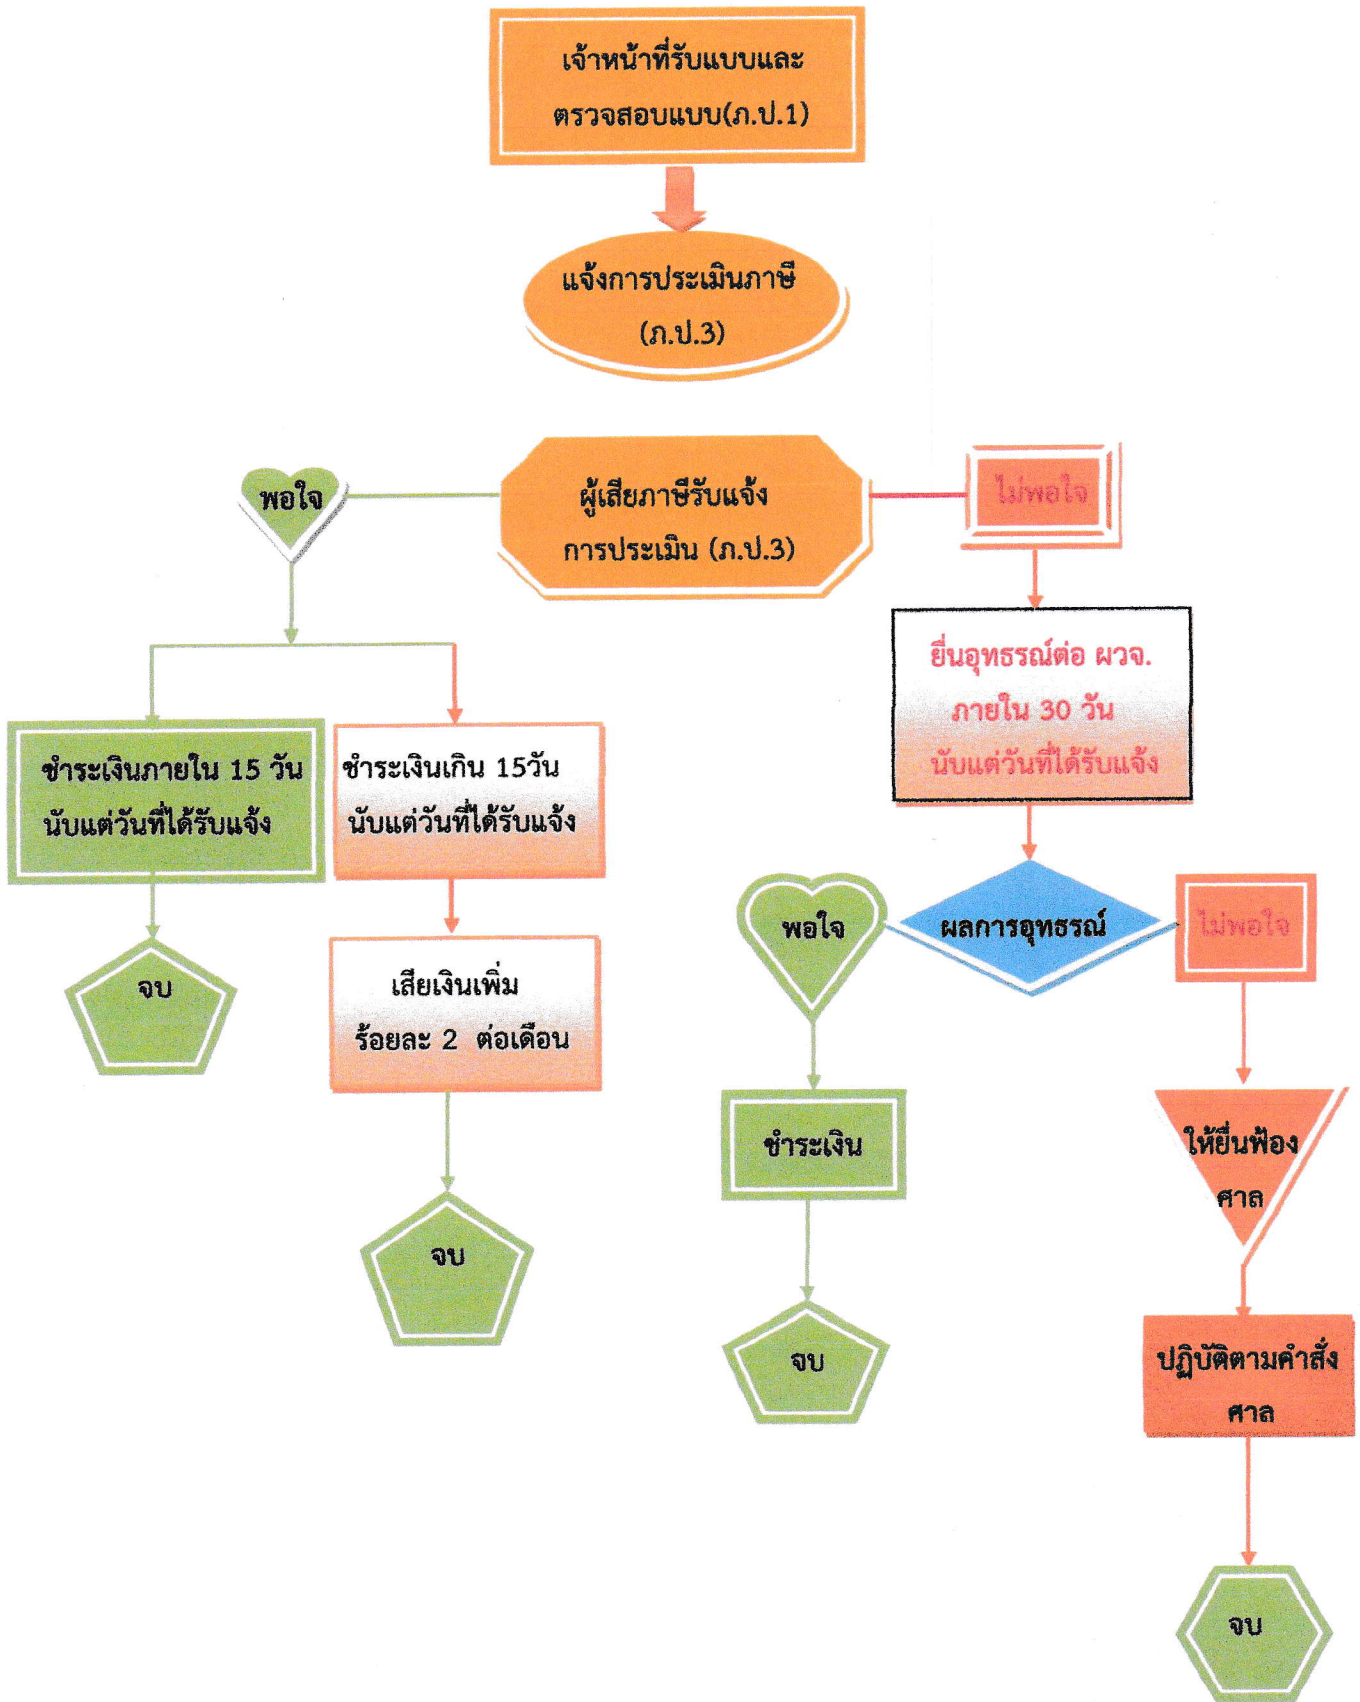 เจ้าหน้าที่รับแบบและ
ตรวจสอบแบบ(ภ.ป.1)
แจ้งการประเมินภาษี
(ภ.ป.3)
พอใจ
ผู้เสียภาษีรับแจ้ง
การประเมิน (ภ.ป.3)
ไม่พอใจ
ยื่นอุทธรณ์ต่อ ผวจ.
ภายใน 30 วัน
นับแต่วันที่ได้รับแจ้ง
ชำระเงินภายใน 15 วัน
นับแต่วันที่ได้รับแจ้ง
ชำระเงินเกิน 15วัน
นับแต่วันที่ได้รับแจ้ง
จบ
เสียเงินเพิ่ม
ร้อยละ 2 ต่อเดือน
จบ
พอใจ
ผลการอุทธรณ์
ไม่พอใจ
ชำระเงิน
จบ
ให้ยื่นฟ้อง
ศาล
ปฏิบัติตามคำสั่ง
ศาล
จบ